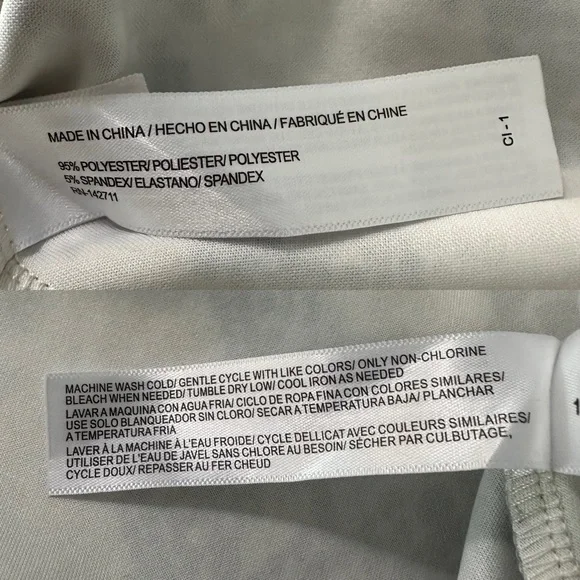 MADE IN CHINA / HECHO EN CHINA / FABRIQUÉ EN CHINE
95% POLYESTER/ POLIESTER/ POLYESTER
5% SPANDEX/ ELASTANO/ SPANDEX
RN-142711
CI - 1
MACHINE WASH COLD/ GENTLE CYCLE WITH LIKE COLORS/ ONLY NON-CHLORINE
BLEACH WHEN NEEDED/ TUMBLE DRY LOW/ COOL IRON AS NEEDED
LAVAR A MAQUINA CON AGUA FRIA/ CICLO DE ROPA FINA CON COLORES SIMILARES/
USE SOLO BLANQUEADOR SIN CLORO/ SECAR A TEMPERATURA BAJA/ PLANCHAR
A TEMPERATURA FRIA
LAVER À LA MACHINE À L'EAU FROIDE/ CYCLE DELLICAT AVEC COULEURS SIMILAIRES/
UTILISER DE L'EAU DE JAVEL SANS CHLORE AU BESOIN/ SÉCHER PAR CULBUTAGE,
CYCLE DOUX/ REPASSER AU FER CHEUD